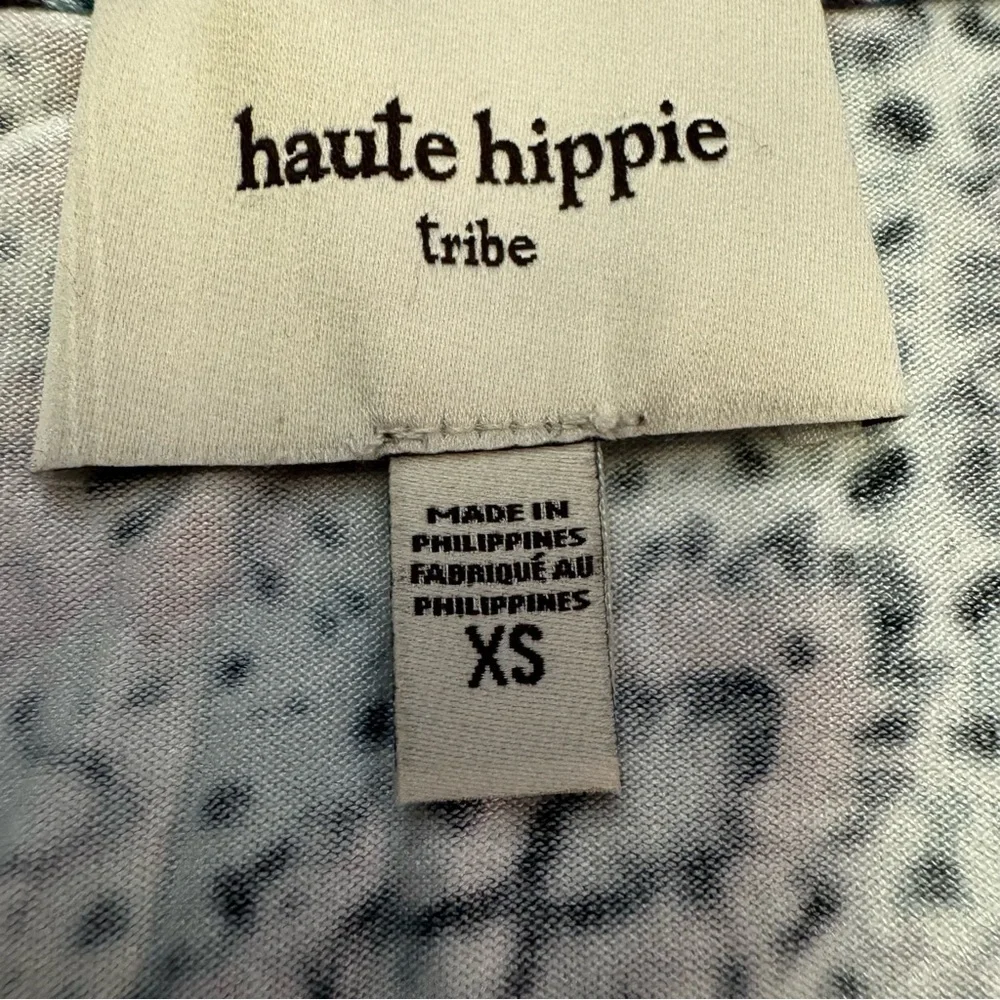 haute hippie
tribe
MADE IN
PHILIPPINES
FABRIQUÉ AU
PHILIPPINES
XS